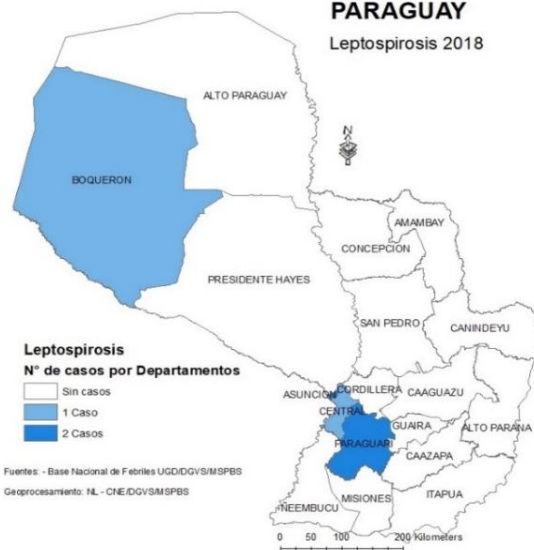 PARAGUAY
Leptospirosis 2018
ALTO PARAGUAY
N
BOQUERON
AMAMBAY
CONCEPCION
PRESIDENTE HAYES
SAN PEDRO
CANINDEYU
Leptospirosis
N° de casos por Departamentos
Sin casos
1 Caso
2 Casos
ASUNCION
CORDILLERA
CAAGUAZU
CENTRAL
GUAIRA
ALTO PARANA
PARAGUARI
CAAZAPA
Fuentes: - Base Nacional de Febriles UGD/DGVS/MSPBS
Geoprocesamiento: NL - CNE/DGVS/MSPBS
ÑEEMBUCU
MISIONES
ITAPUA
0 50 100 200 Kilometers